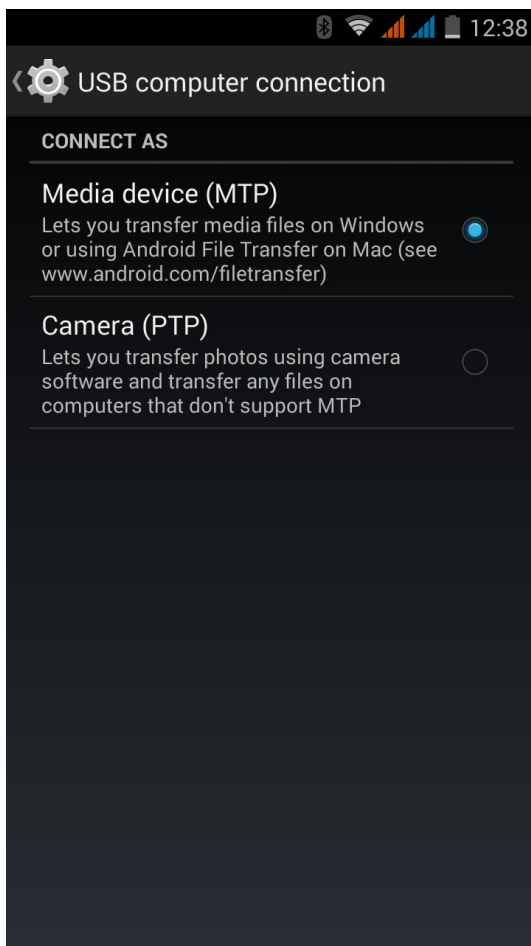 12:38
USB computer connection
CONNECT AS
Media device (MTP)
Lets you transfer media files on Windows
or using Android File Transfer on Mac (see
www.android.com/filetransfer)
Camera (PTP)
Lets you transfer photos using camera
software and transfer any files on
computers that don't support MTP